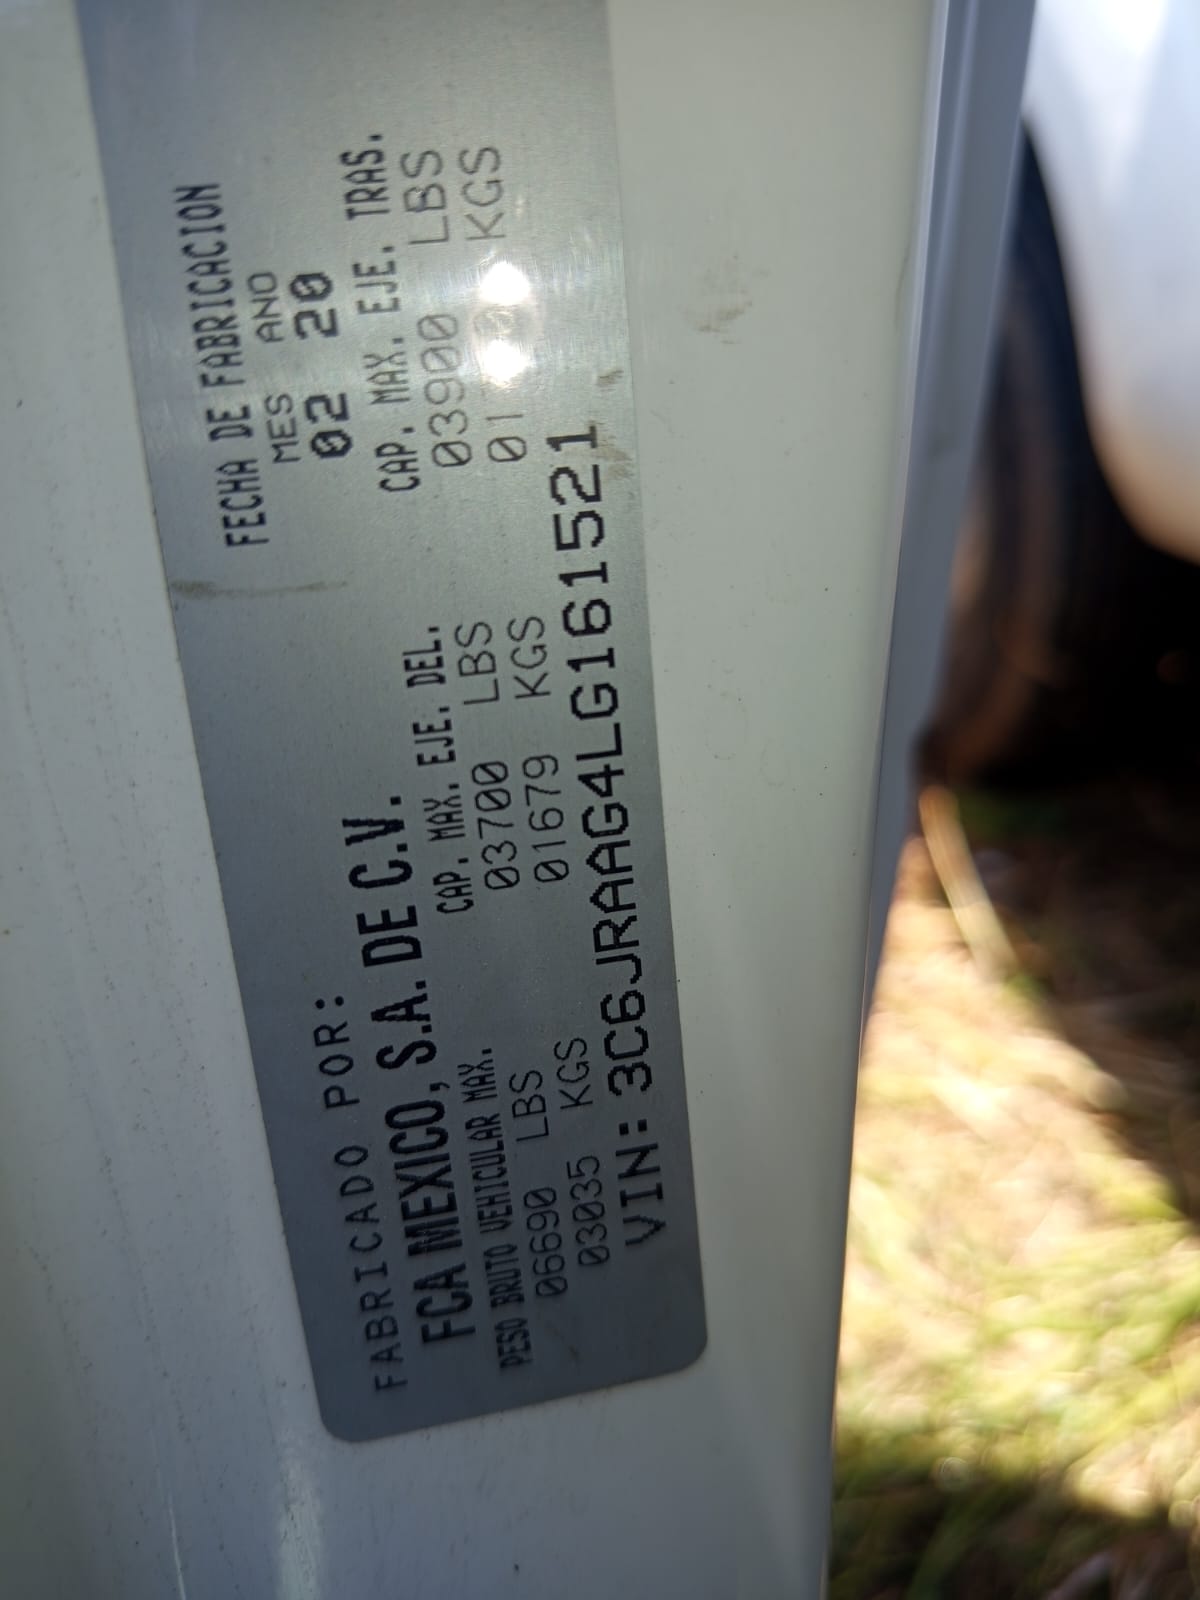 FECHA DE FABRICACION
MES ANO
02 20
FABRICADO POR:
FCA MEXICO, S.A. DE C.V.
PESO BRUTO VEHICULAR MAX.
06690 LBS
03035 KGS
CAP. MAX. EJE. DEL.
03700 LBS
01679 KGS
CAP. MAX. EJE. TRAS.
03900 LBS
KGS
VIN: 3C6JRAAG4LG161521